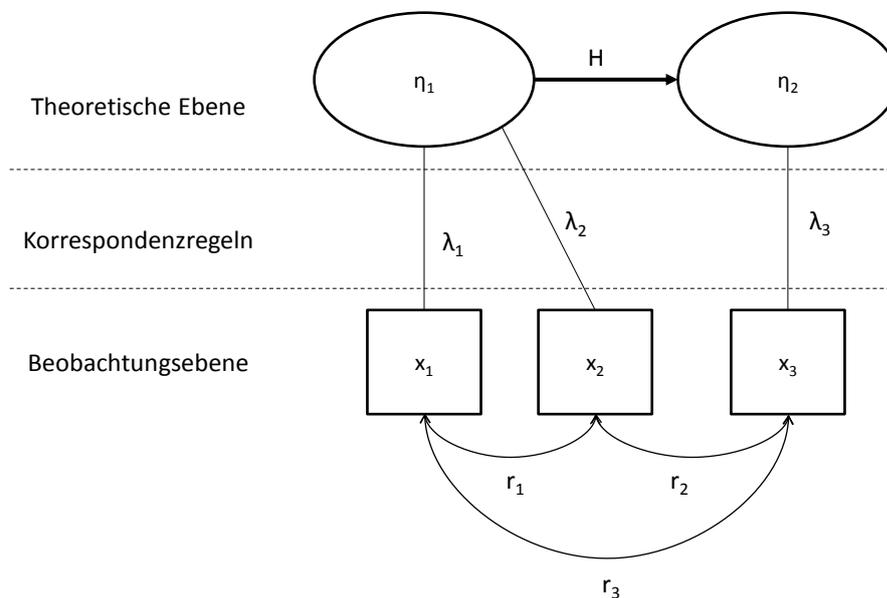 H
η₁
η₂
Theoretische Ebene
Korrespondenzregeln
λ₁
λ₂
λ₃
Beobachtungsebene
x₁
x₂
x₃
r₁
r₂
r₃